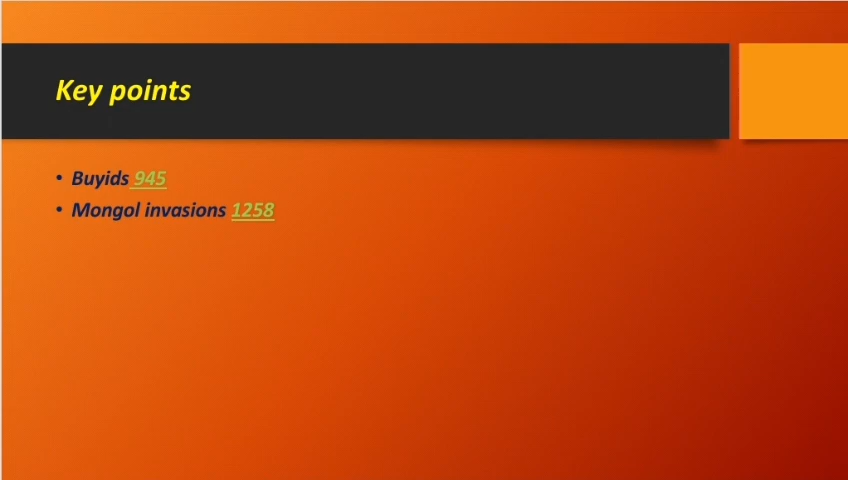 Key points
• Buyids 945
• Mongol invasions 1258